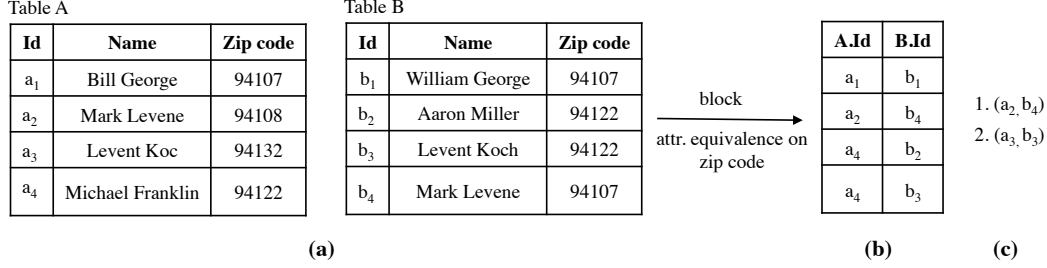 Table A
Table B
Id Name Zip code
a1 Bill George 94107
a2 Mark Levene 94108
a3 Levent Koc 94132
a4 Michael Franklin 94122
Id Name Zip code
b1 William George 94107
b2 Aaron Miller 94122
b3 Levent Koch 94122
b4 Mark Levene 94107
block
attr. equivalence on
zip code
A.Id B.Id
a1 b1
a2 b4
a4 b2
a4 b3
1. (a2, b4)
2. (a3, b3)
(a)
(b)
(c)